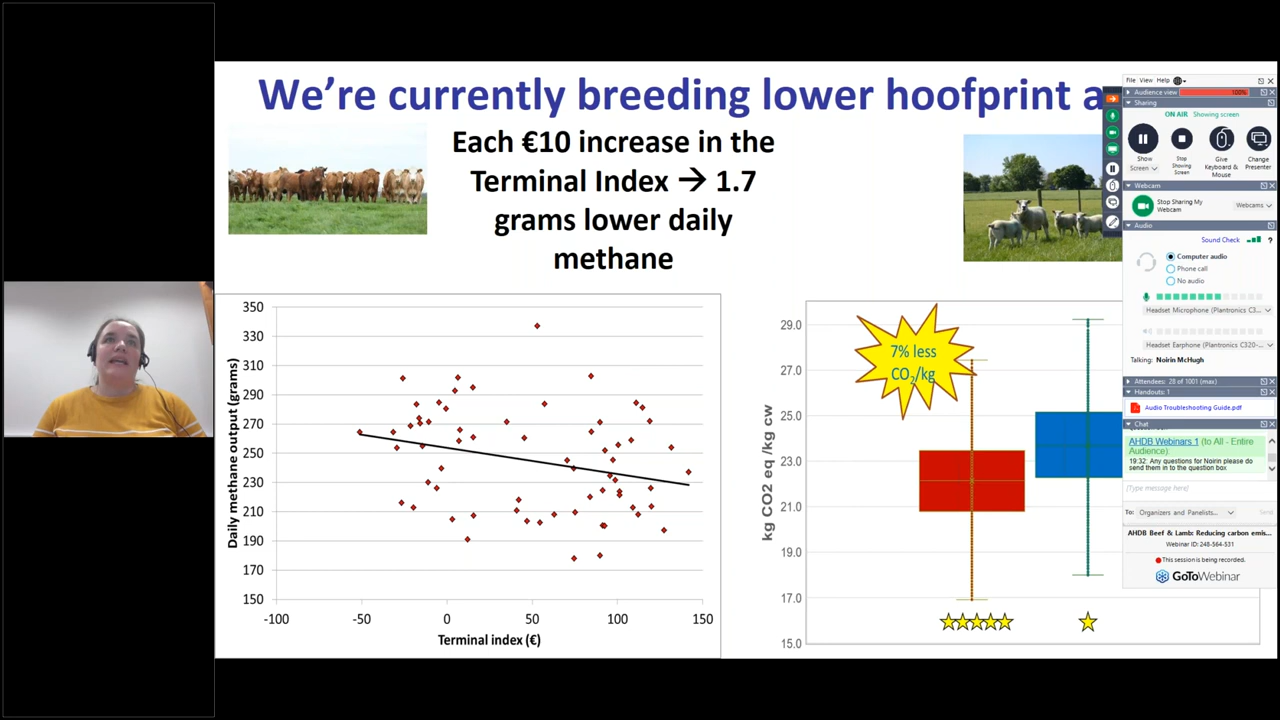 We're currently breeding lower hoofprint a
Each €10 increase in the
Terminal Index → 1.7
grams lower daily
methane
350
330
310
290
270
250
230
210
190
170
150
-100
-50
0
50
100
150
Daily methane output (grams)
Terminal index (€)
29.0
27.0
25.0
23.0
21.0
19.0
17.0
15.0
kg CO2 eq /kg cw
7% less
CO₂/kg
File View Help
Audience view
100%
Sharing
ON AIR Showing screen
Show
Screen
Stop
Showing
Screen
Give
Keyboard &
Mouse
Change
Presenter
Webcam
Stop Sharing My
Webcam
Webcams
Audio
Sound Check
?
Computer audio
Phone call
No audio
Headset Microphone (Plantronics C3...
Headset Earphone (Plantronics C320-...
Talking: Noirin McHugh
Attendees: 28 of 1001 (max)
Handouts: 1
Audio Troubleshooting Guide.pdf
Chat
AHDB Webinars 1 (to All - Entire
Audience):
19:32: Any questions for Noirin please do
send them in to the question box
[Type message here]
To: Organizers and Panelists...
Send
AHDB Beef & Lamb: Reducing carbon emis...
Webinar ID: 248-564-531
This session is being recorded.
GoToWebinar